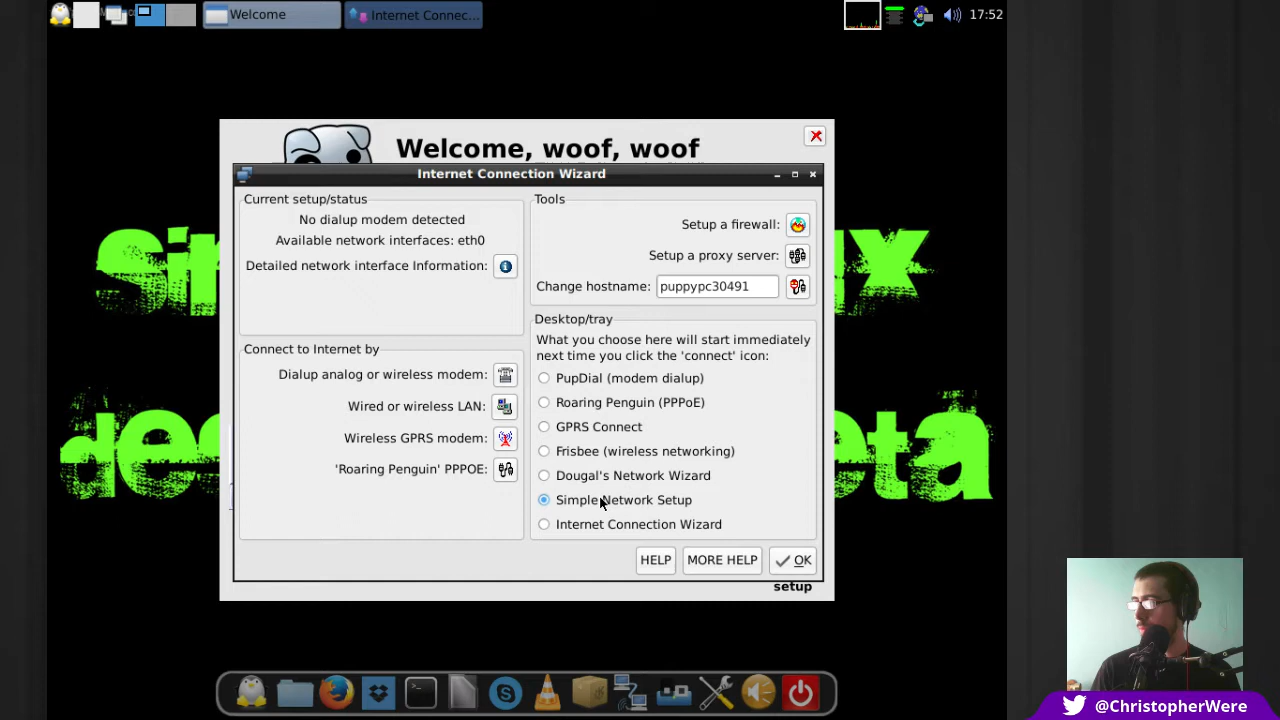 Welcome
Internet Connec...
17:52
Welcome, woof, woof
Internet Connection Wizard
Current setup/status
No dialup modem detected
Available network interfaces: eth0
Detailed network interface Information:
Connect to Internet by
Dialup analog or wireless modem:
Wired or wireless LAN:
Wireless GPRS modem:
'Roaring Penguin' PPPOE:
Tools
Setup a firewall:
Setup a proxy server:
Change hostname: puppypc30491
Desktop/tray
What you choose here will start immediately
next time you click the 'connect' icon:
PupDial (modem dialup)
Roaring Penguin (PPPoE)
GPRS Connect
Frisbee (wireless networking)
Dougal's Network Wizard
Simple Network Setup
Internet Connection Wizard
HELP
MORE HELP
OK
setup
@ChristopherWere